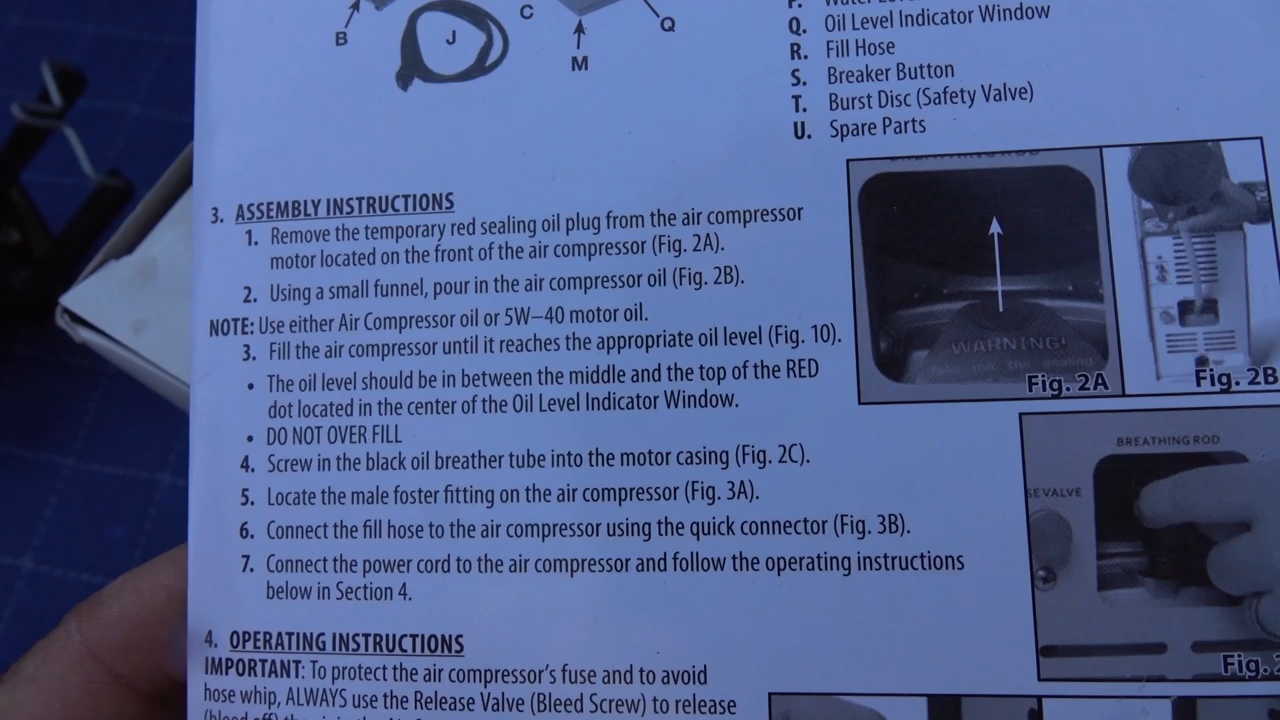 B
J
C
M
Q
Q. Oil Level Indicator Window
R. Fill Hose
S. Breaker Button
T. Burst Disc (Safety Valve)
U. Spare Parts
3. ASSEMBLY INSTRUCTIONS
1. Remove the temporary red sealing oil plug from the air compressor
motor located on the front of the air compressor (Fig. 2A).
2. Using a small funnel, pour in the air compressor oil (Fig. 2B).
NOTE: Use either Air Compressor oil or 5W–40 motor oil.
3. Fill the air compressor until it reaches the appropriate oil level (Fig. 10).
• The oil level should be in between the middle and the top of the RED
dot located in the center of the Oil Level Indicator Window.
• DO NOT OVER FILL
4. Screw in the black oil breather tube into the motor casing (Fig. 2C).
5. Locate the male foster fitting on the air compressor (Fig. 3A).
6. Connect the fill hose to the air compressor using the quick connector (Fig. 3B).
7. Connect the power cord to the air compressor and follow the operating instructions
below in Section 4.
WARNING!
Fig. 2A
Fig. 2B
BREATHING ROD
SE VALVE
Fig.
4. OPERATING INSTRUCTIONS
IMPORTANT: To protect the air compressor's fuse and to avoid
hose whip, ALWAYS use the Release Valve (Bleed Screw) to release